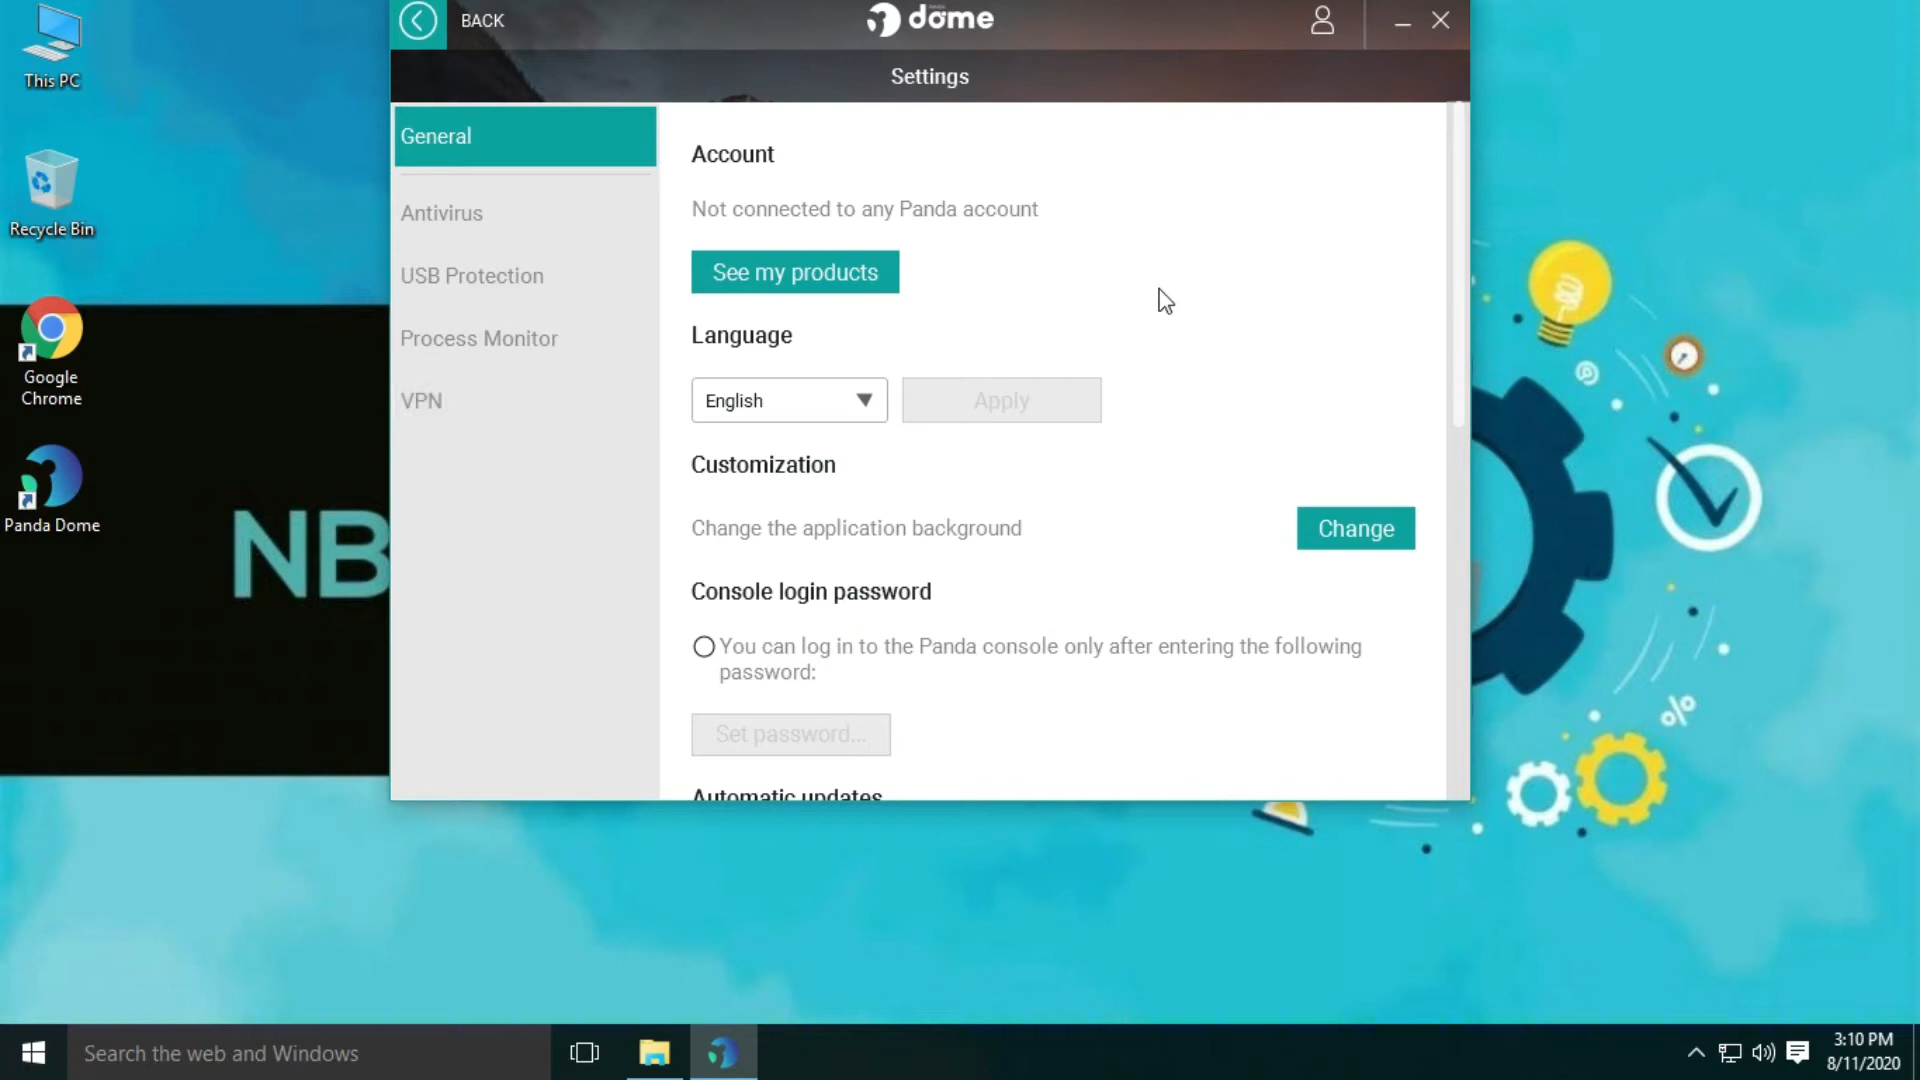 This PC
Recycle Bin
Google
Chrome
Panda Dome
NB
BACK
dome
Settings
General
Antivirus
USB Protection
Process Monitor
VPN
Account
Not connected to any Panda account
See my products
Language
English
Apply
Customization
Change the application background
Change
Console login password
You can log in to the Panda console only after entering the following
password:
Set password...
Automatic updates
%
Search the web and Windows
3:10 PM
8/11/2020